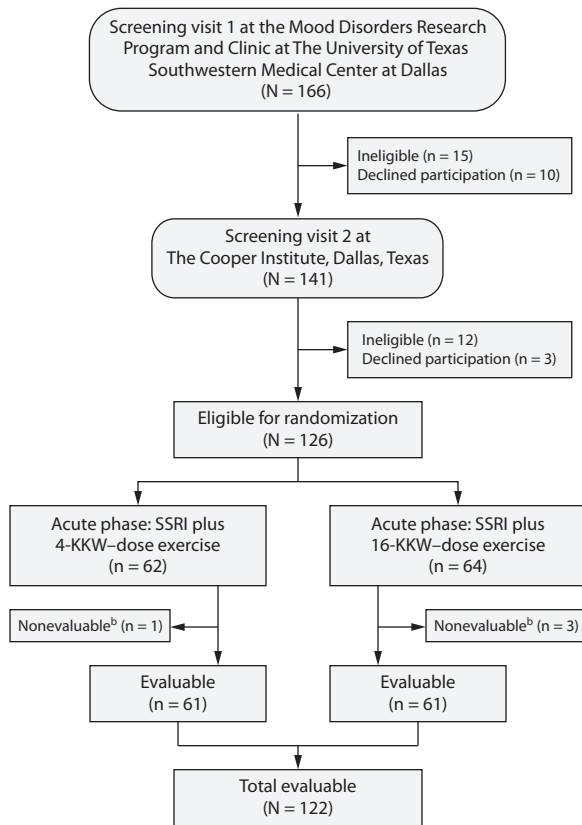 Screening visit 1 at the Mood Disorders Research
Program and Clinic at The University of Texas
Southwestern Medical Center at Dallas
(N = 166)
Ineligible (n = 15)
Declined participation (n = 10)
Screening visit 2 at
The Cooper Institute, Dallas, Texas
(N = 141)
Ineligible (n = 12)
Declined participation (n = 3)
Eligible for randomization
(N = 126)
Acute phase: SSRI plus
4-KKW–dose exercise
(n = 62)
Acute phase: SSRI plus
16-KKW–dose exercise
(n = 64)
Nonevaluableᵇ (n = 1)
Nonevaluableᵇ (n = 3)
Evaluable
(n = 61)
Evaluable
(n = 61)
Total evaluable
(N = 122)